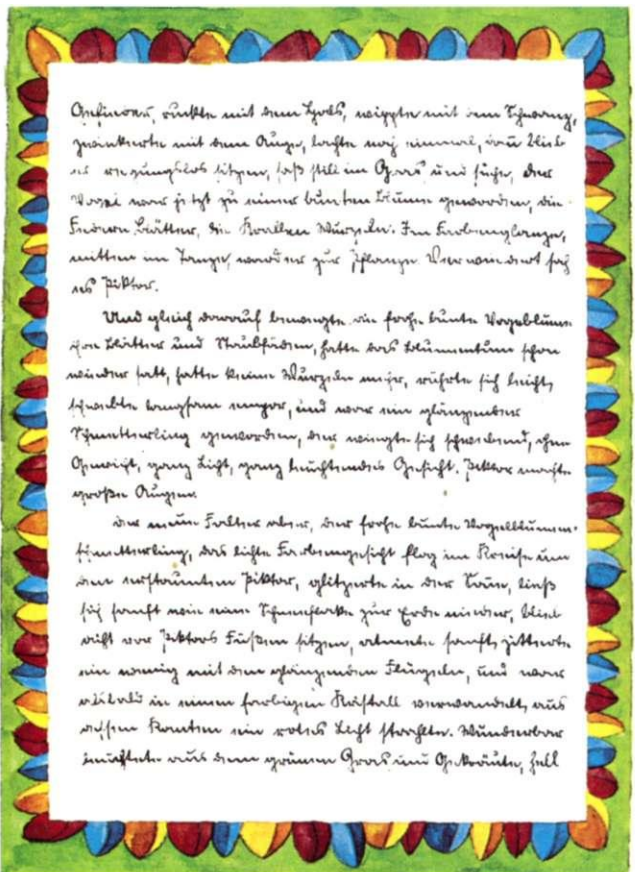 Gefieder, ruckte mit dem Hals, wippte mit dem Schwanz,
zwinkerte mit dem Auge, lachte noch einmal, dann blieb
er regungslos sitzen, saß still im Gras und siehe, der
Vogel war jetzt zu einer bunten Blume geworden, die
Federn Blätter, die Krallen Wurzeln. Im Farbenglanze,
mitten im Tanze, ward er zur Pflanze. Verwundert sah
es Piktor.
Und gleich darauf bewegte die frohe bunte Vogelblume
ihre Blätter und Staubfäden, hatte das Blumentum schon
wieder satt, hatte keine Wurzeln mehr, rührte sich leicht,
schwebte langsam empor, und war ein glänzender
Schmetterling geworden, der wiegte sich schwebend, ohne
Gewicht, ganz Licht, ganz leuchtendes Gesicht. Piktor machte
große Augen.
Der neue Falter aber, der frohe bunte Vogelblumen-
schmetterling, das lichte Farbengesicht flog im Kreise um
den erstaunten Piktor, glitzerte in der Sonne, ließ
sich sanft wie eine Schneeflocke zur Erde nieder, blieb
dicht vor Piktors Füßen sitzen, atmete sanft, zitterte
ein wenig mit den glänzenden Flügeln, und war
alsbald in einen farbigen Kristall verwandelt, aus
dessen Kanten ein rotes Licht strahlte. Wunderbar
leuchtete aus dem grünen Gras und Gekräute, hell